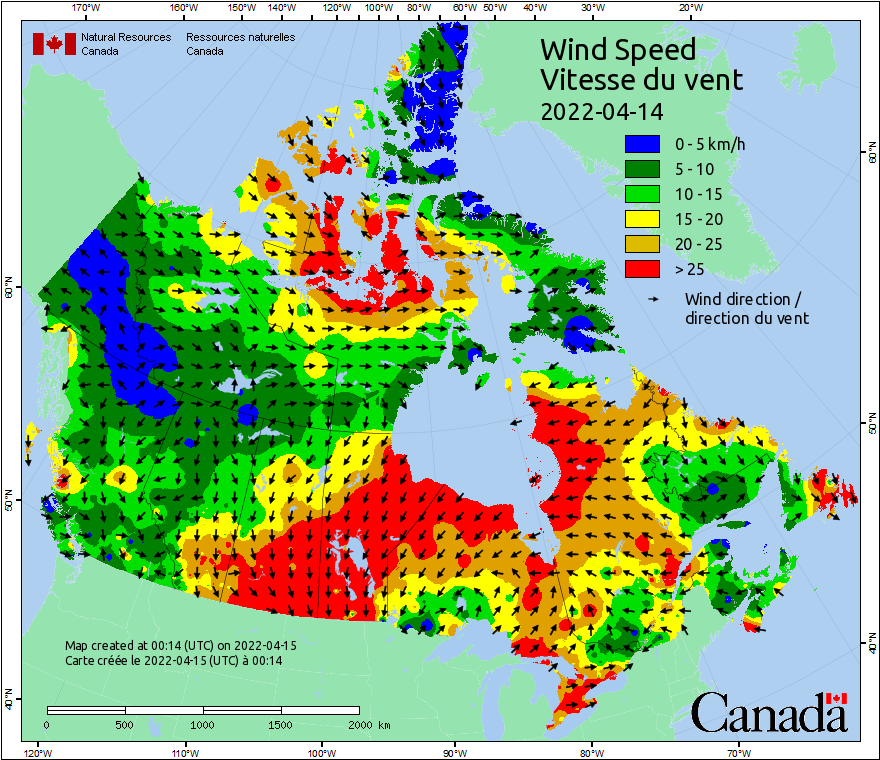 170°W 160°W 150°W 140°W 120°W 100°W 80°W 60°W 50°W 40°W 30°W 20°W
Natural Resources Ressources naturelles
Canada Canada
Wind Speed
Vitesse du vent
2022-04-14
0 - 5 km/h
5 - 10
10 - 15
15 - 20
20 - 25
> 25
Wind direction /
direction du vent
60°N
60°N
50°N
50°N
40°N
40°N
Map created at 00:14 (UTC) on 2022-04-15
Carte créée le 2022-04-15 (UTC) à 00:14
0 500 1000 1500 2000 km
Canada
120°W 110°W 100°W 90°W 80°W 70°W